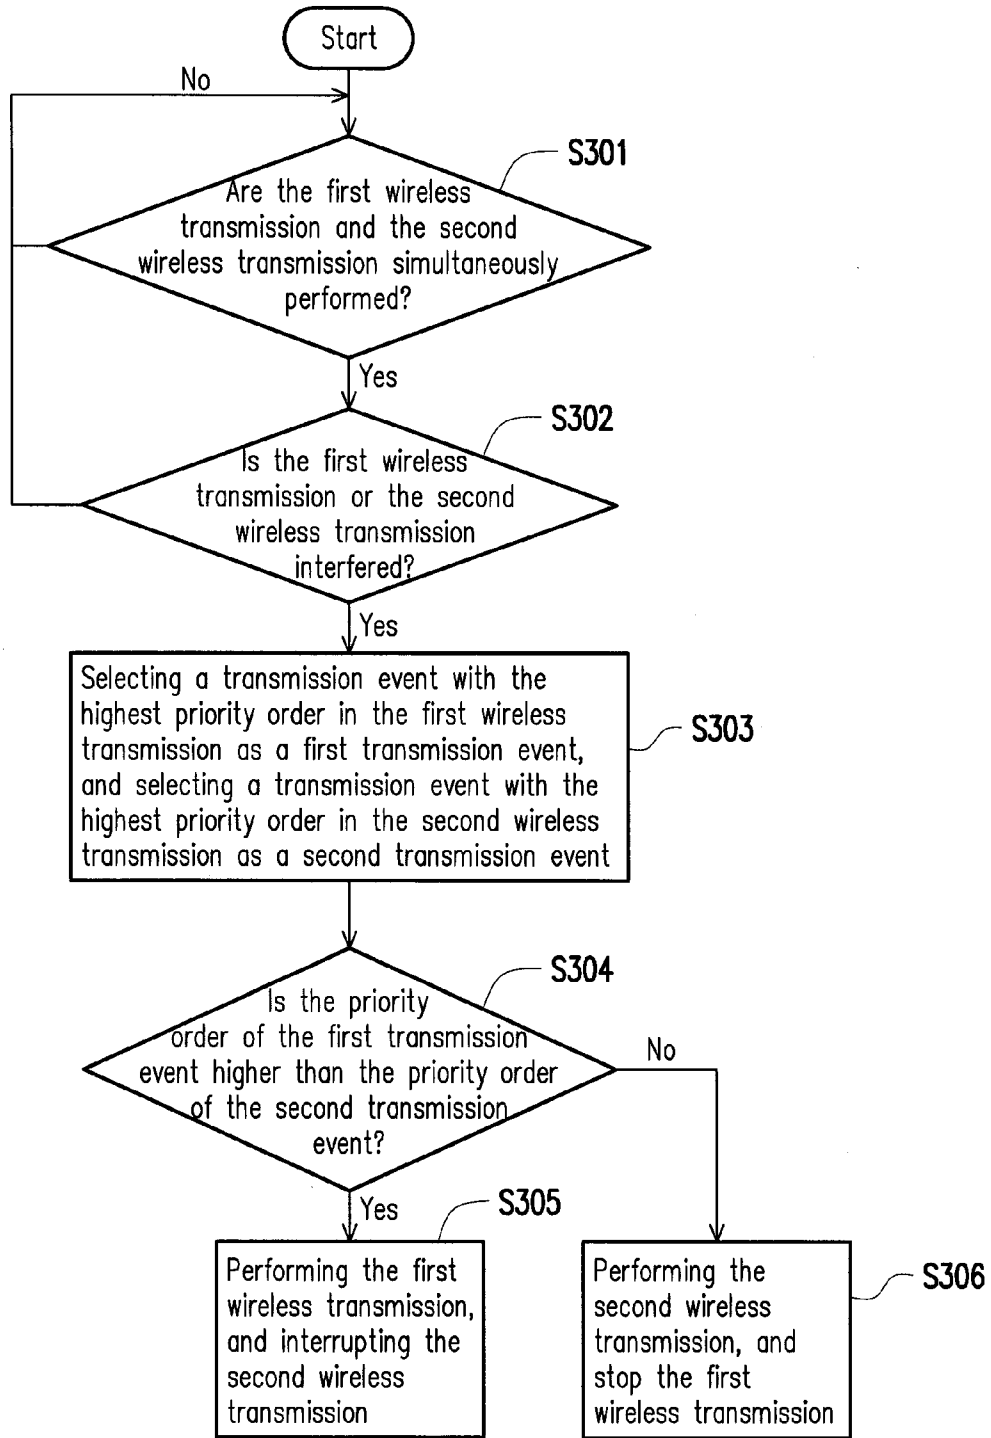 Start
No
S301
Are the first wireless
transmission and the second
wireless transmission simultaneously
performed?
Yes
S302
Is the first wireless
transmission or the second
wireless transmission
interfered?
Yes
Selecting a transmission event with the
highest priority order in the first wireless
transmission as a first transmission event,
and selecting a transmission event with the
highest priority order in the second wireless
transmission as a second transmission event
S303
S304
Is the priority
order of the first transmission
event higher than the priority order
of the second transmission
event?
No
Yes
S305
Performing the first
wireless transmission,
and interrupting the
second wireless
transmission
Performing the
second wireless
transmission, and
stop the first
wireless transmission
S306